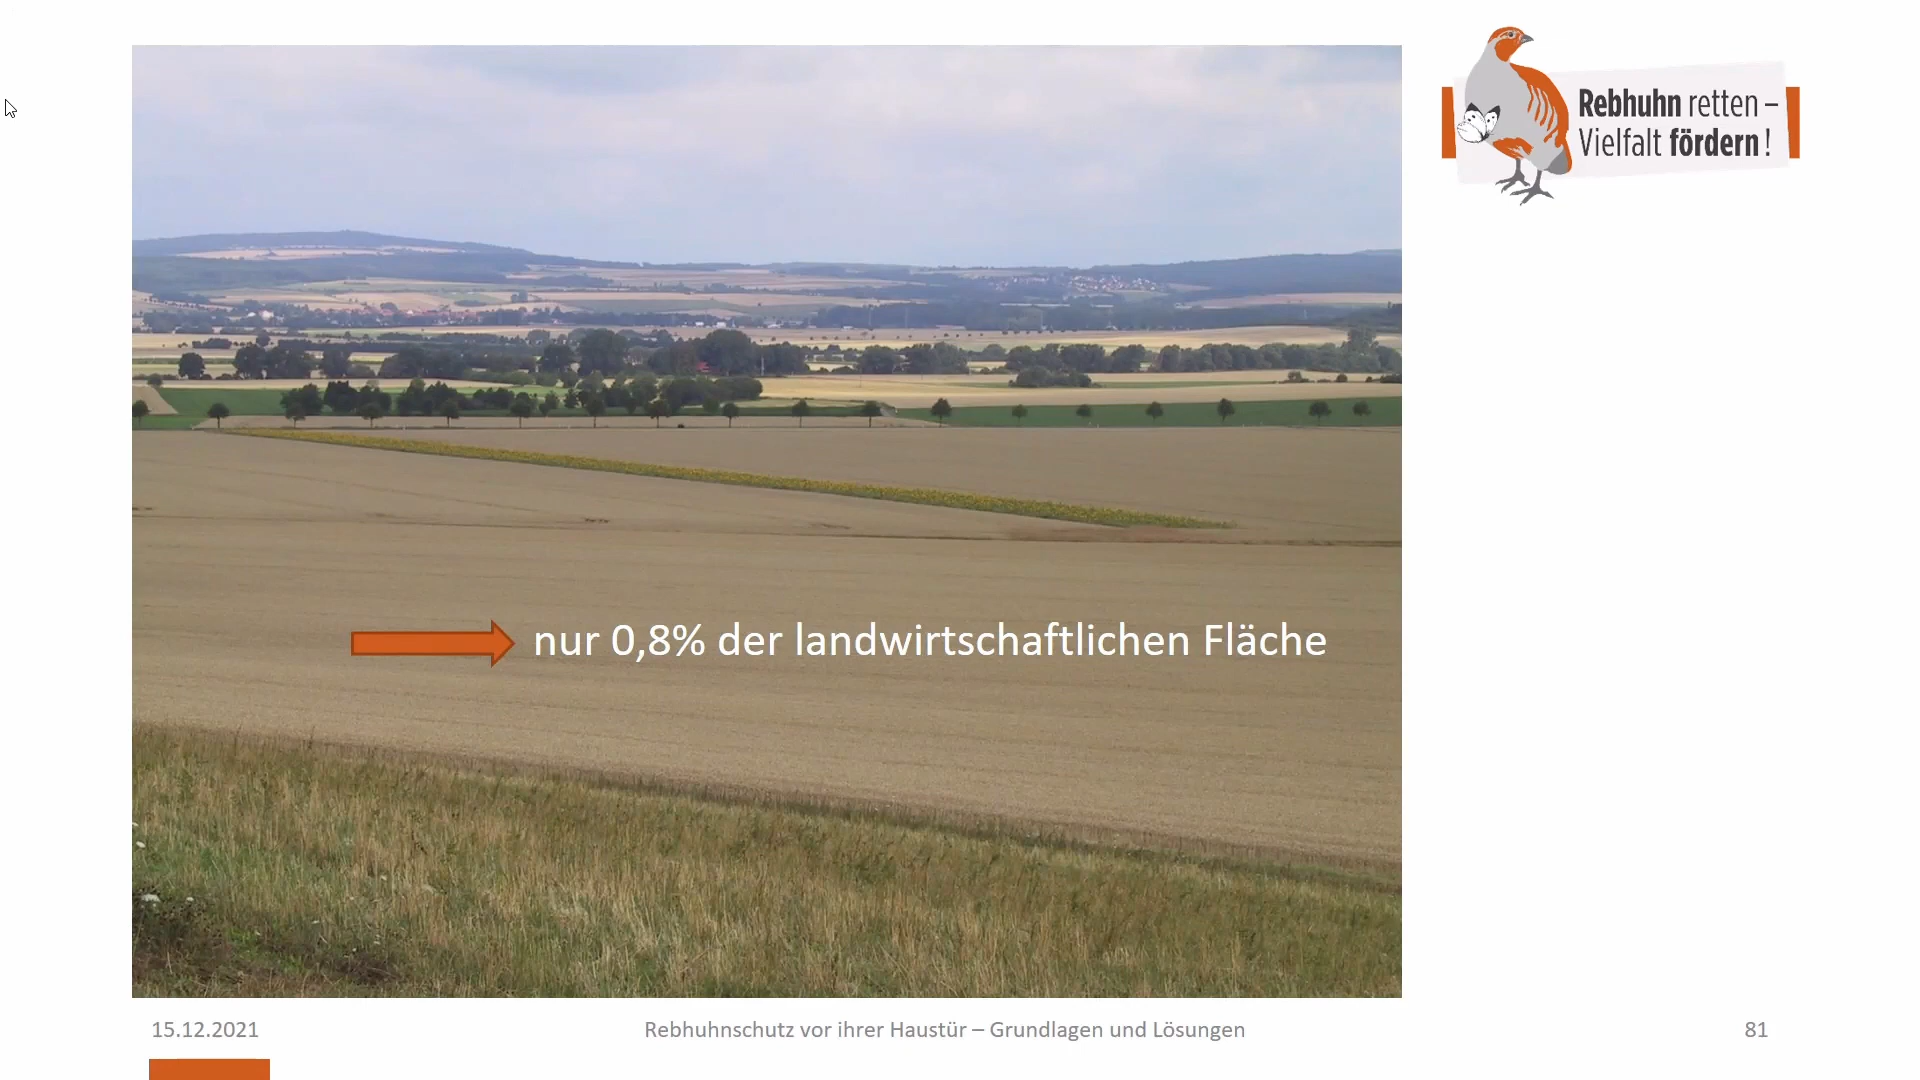 Rebhuhn retten –
Vielfalt fördern !
nur 0,8% der landwirtschaftlichen Fläche
15.12.2021
Rebhuhnschutz vor ihrer Haustür – Grundlagen und Lösungen
81